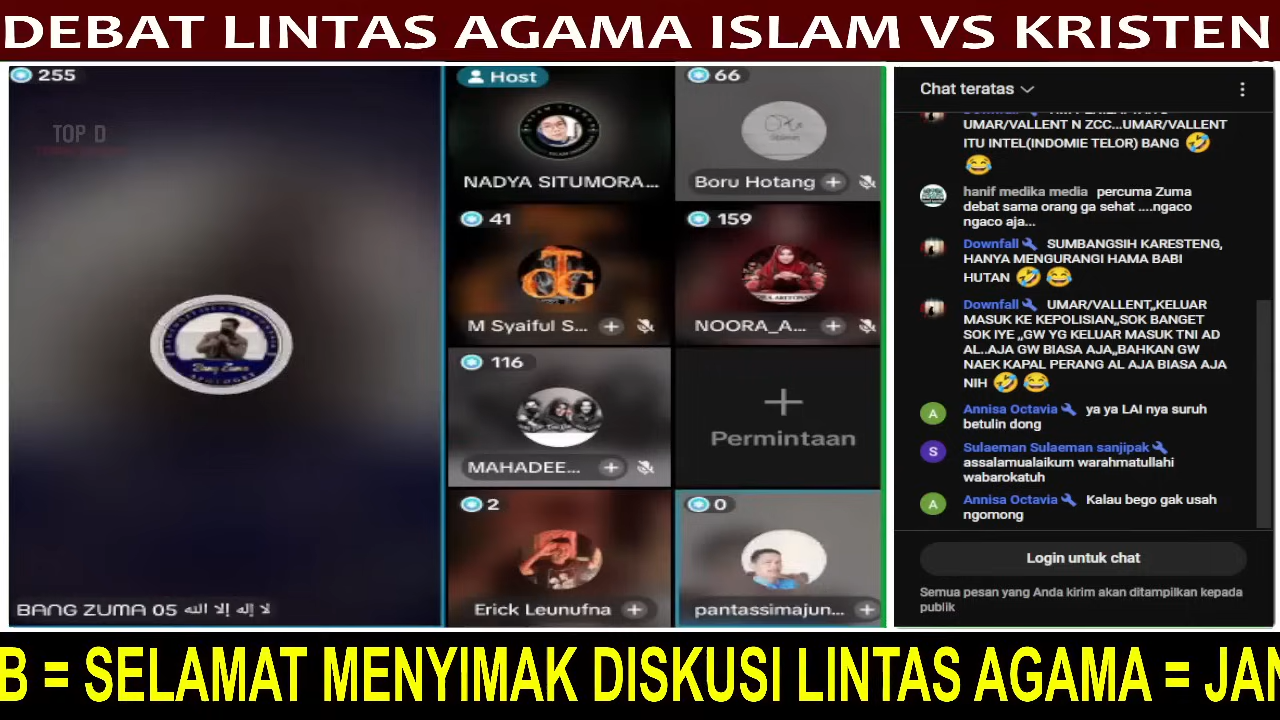 DEBAT LINTAS AGAMA ISLAM VS KRISTEN
255
TOP D
BANG ZUMA 05 لا إله إلا الله
Bang Zuma
Host
NADYA SITUMORA...
66
Boru Hotang +
41
M Syaiful S... +
159
NOORA_A... +
116
MAHADEE... +
+
Permintaan
2
Erick Leunufna +
0
pantassimajun... +
Chat teratas
UMAR/VALLENT N ZCC...UMAR/VALLENT
ITU INTEL(INDOMIE TELOR) BANG 🤣
😂
hanif medika media percuma Zuma
debat sama orang ga sehat ....ngaco
ngaco aja...
Downfall SUMBANGSIH KARESTENG,
HANYA MENGURANGI HAMA BABI
HUTAN 🤣 😂
Downfall UMAR/VALLENT,,KELUAR
MASUK KE KEPOLISIAN,,SOK BANGET
SOK IYE ,,GW YG KELUAR MASUK TNI AD
AL..AJA GW BIASA AJA,,BAHKAN GW
NAEK KAPAL PERANG AL AJA BIASA AJA
NIH 🤣 😂
A Annisa Octavia ya ya LAI nya suruh
betulin dong
S Sulaeman Sulaeman sanjipak
assalamualaikum warahmatullahi
wabarokatuh
A Annisa Octavia Kalau bego gak usah
ngomong
Login untuk chat
Semua pesan yang Anda kirim akan ditampilkan kepada
publik
B = SELAMAT MENYIMAK DISKUSI LINTAS AGAMA = JAN